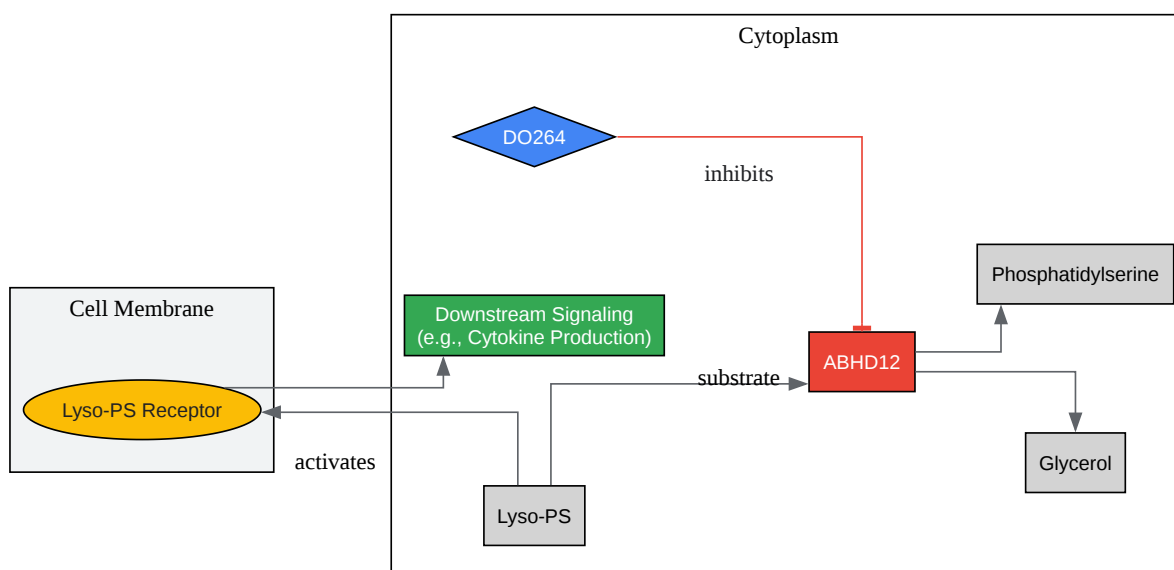 Cytoplasm
DO264
inhibits
Phosphatidylserine
Cell Membrane
Downstream Signaling
(e.g., Cytokine Production)
ABHD12
substrate
Lyso-PS Receptor
activates
Glycerol
Lyso-PS